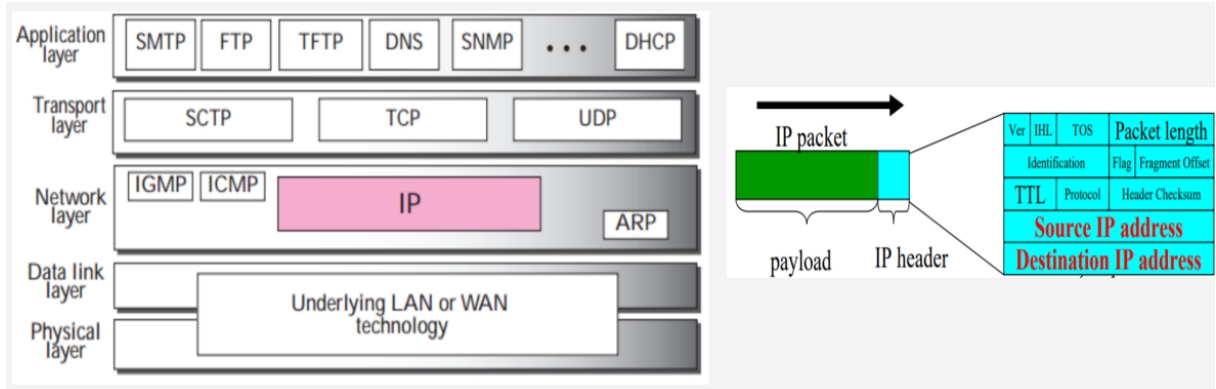 Application
layer
SMTP
FTP
TFTP
DNS
SNMP
• • •
DHCP
Transport
layer
SCTP
TCP
UDP
Network
layer
IGMP
ICMP
IP
ARP
Data link
layer
Physical
layer
Underlying LAN or WAN
technology
IP packet
payload
IP header
Ver
IHL
TOS
Packet length
Identification
Flag
Fragment Offset
TTL
Protocol
Header Checksum
Source IP address
Destination IP address